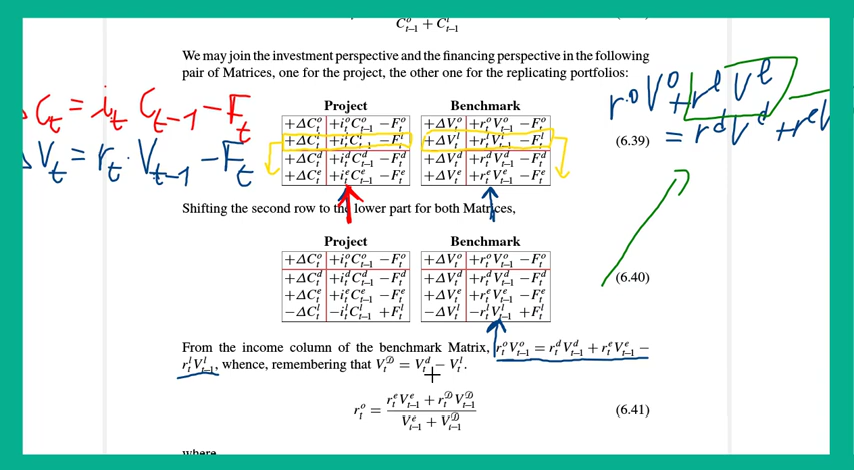 C^o_{t–1} + C^l_{t–1}
We may join the investment perspective and the financing perspective in the following
pair of Matrices, one for the project, the other one for the replicating portfolios:
Project Benchmark
+ΔC^o_t +i^o_t C^o_{t–1} –F^o_t +ΔV^o_t +r^o_t V^o_{t–1} –F^o_t
+ΔC^l_t +i^l_t C^l_{t–1} –F^l_t +ΔV^l_t +r^l_t V^l_{t–1} –F^l_t (6.39)
+ΔC^d_t +i^d_t C^d_{t–1} –F^d_t +ΔV^d_t +r^d_t V^d_{t–1} –F^d_t
+ΔC^e_t +i^e_t C^e_{t–1} –F^e_t +ΔV^e_t +r^e_t V^e_{t–1} –F^e_t
C_t = i_t C_{t-1} – F_t
V_t = r_t · V_{t-1} – F_t
r^o V^o + r^l V^l
= r^d V^d + r^e V
Shifting the second row to the lower part for both Matrices,
Project Benchmark
+ΔC^o_t +i^o_t C^o_{t–1} –F^o_t +ΔV^o_t +r^o_t V^o_{t–1} –F^o_t
+ΔC^d_t +i^d_t C^d_{t–1} –F^d_t +ΔV^d_t +r^d_t V^d_{t–1} –F^d_t (6.40)
+ΔC^e_t +i^e_t C^e_{t–1} –F^e_t +ΔV^e_t +r^e_t V^e_{t–1} –F^e_t
–ΔC^l_t –i^l_t C^l_{t–1} +F^l_t –ΔV^l_t –r^l_t V^l_{t–1} +F^l_t
From the income column of the benchmark Matrix, r^o_t V^o_{t–1} = r^d_t V^d_{t–1} + r^e_t V^e_{t–1} –
r^l_t V^l_{t–1}, whence, remembering that V^𝒟_t = V^d_t – V^l_t.
r^o_t = (r^e_t V^e_{t–1} + r^𝒟_t V^𝒟_{t–1}) / (V^e_{t–1} + V^𝒟_{t–1}) (6.41)
where